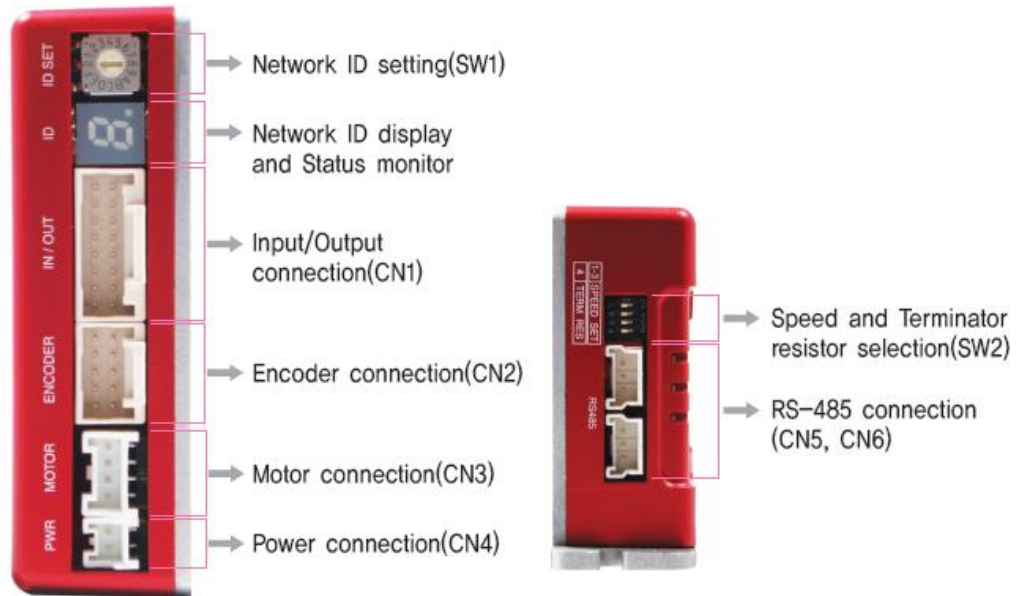 ID SET
Network ID setting(SW1)
ID
Network ID display
and Status monitor
IN / OUT
Input/Output
connection(CN1)
ENCODER
Encoder connection(CN2)
MOTOR
Motor connection(CN3)
PWR
Power connection(CN4)
1-3 SPEED SET
4 TERM RES
Speed and Terminator
resistor selection(SW2)
RS485
RS-485 connection
(CN5, CN6)